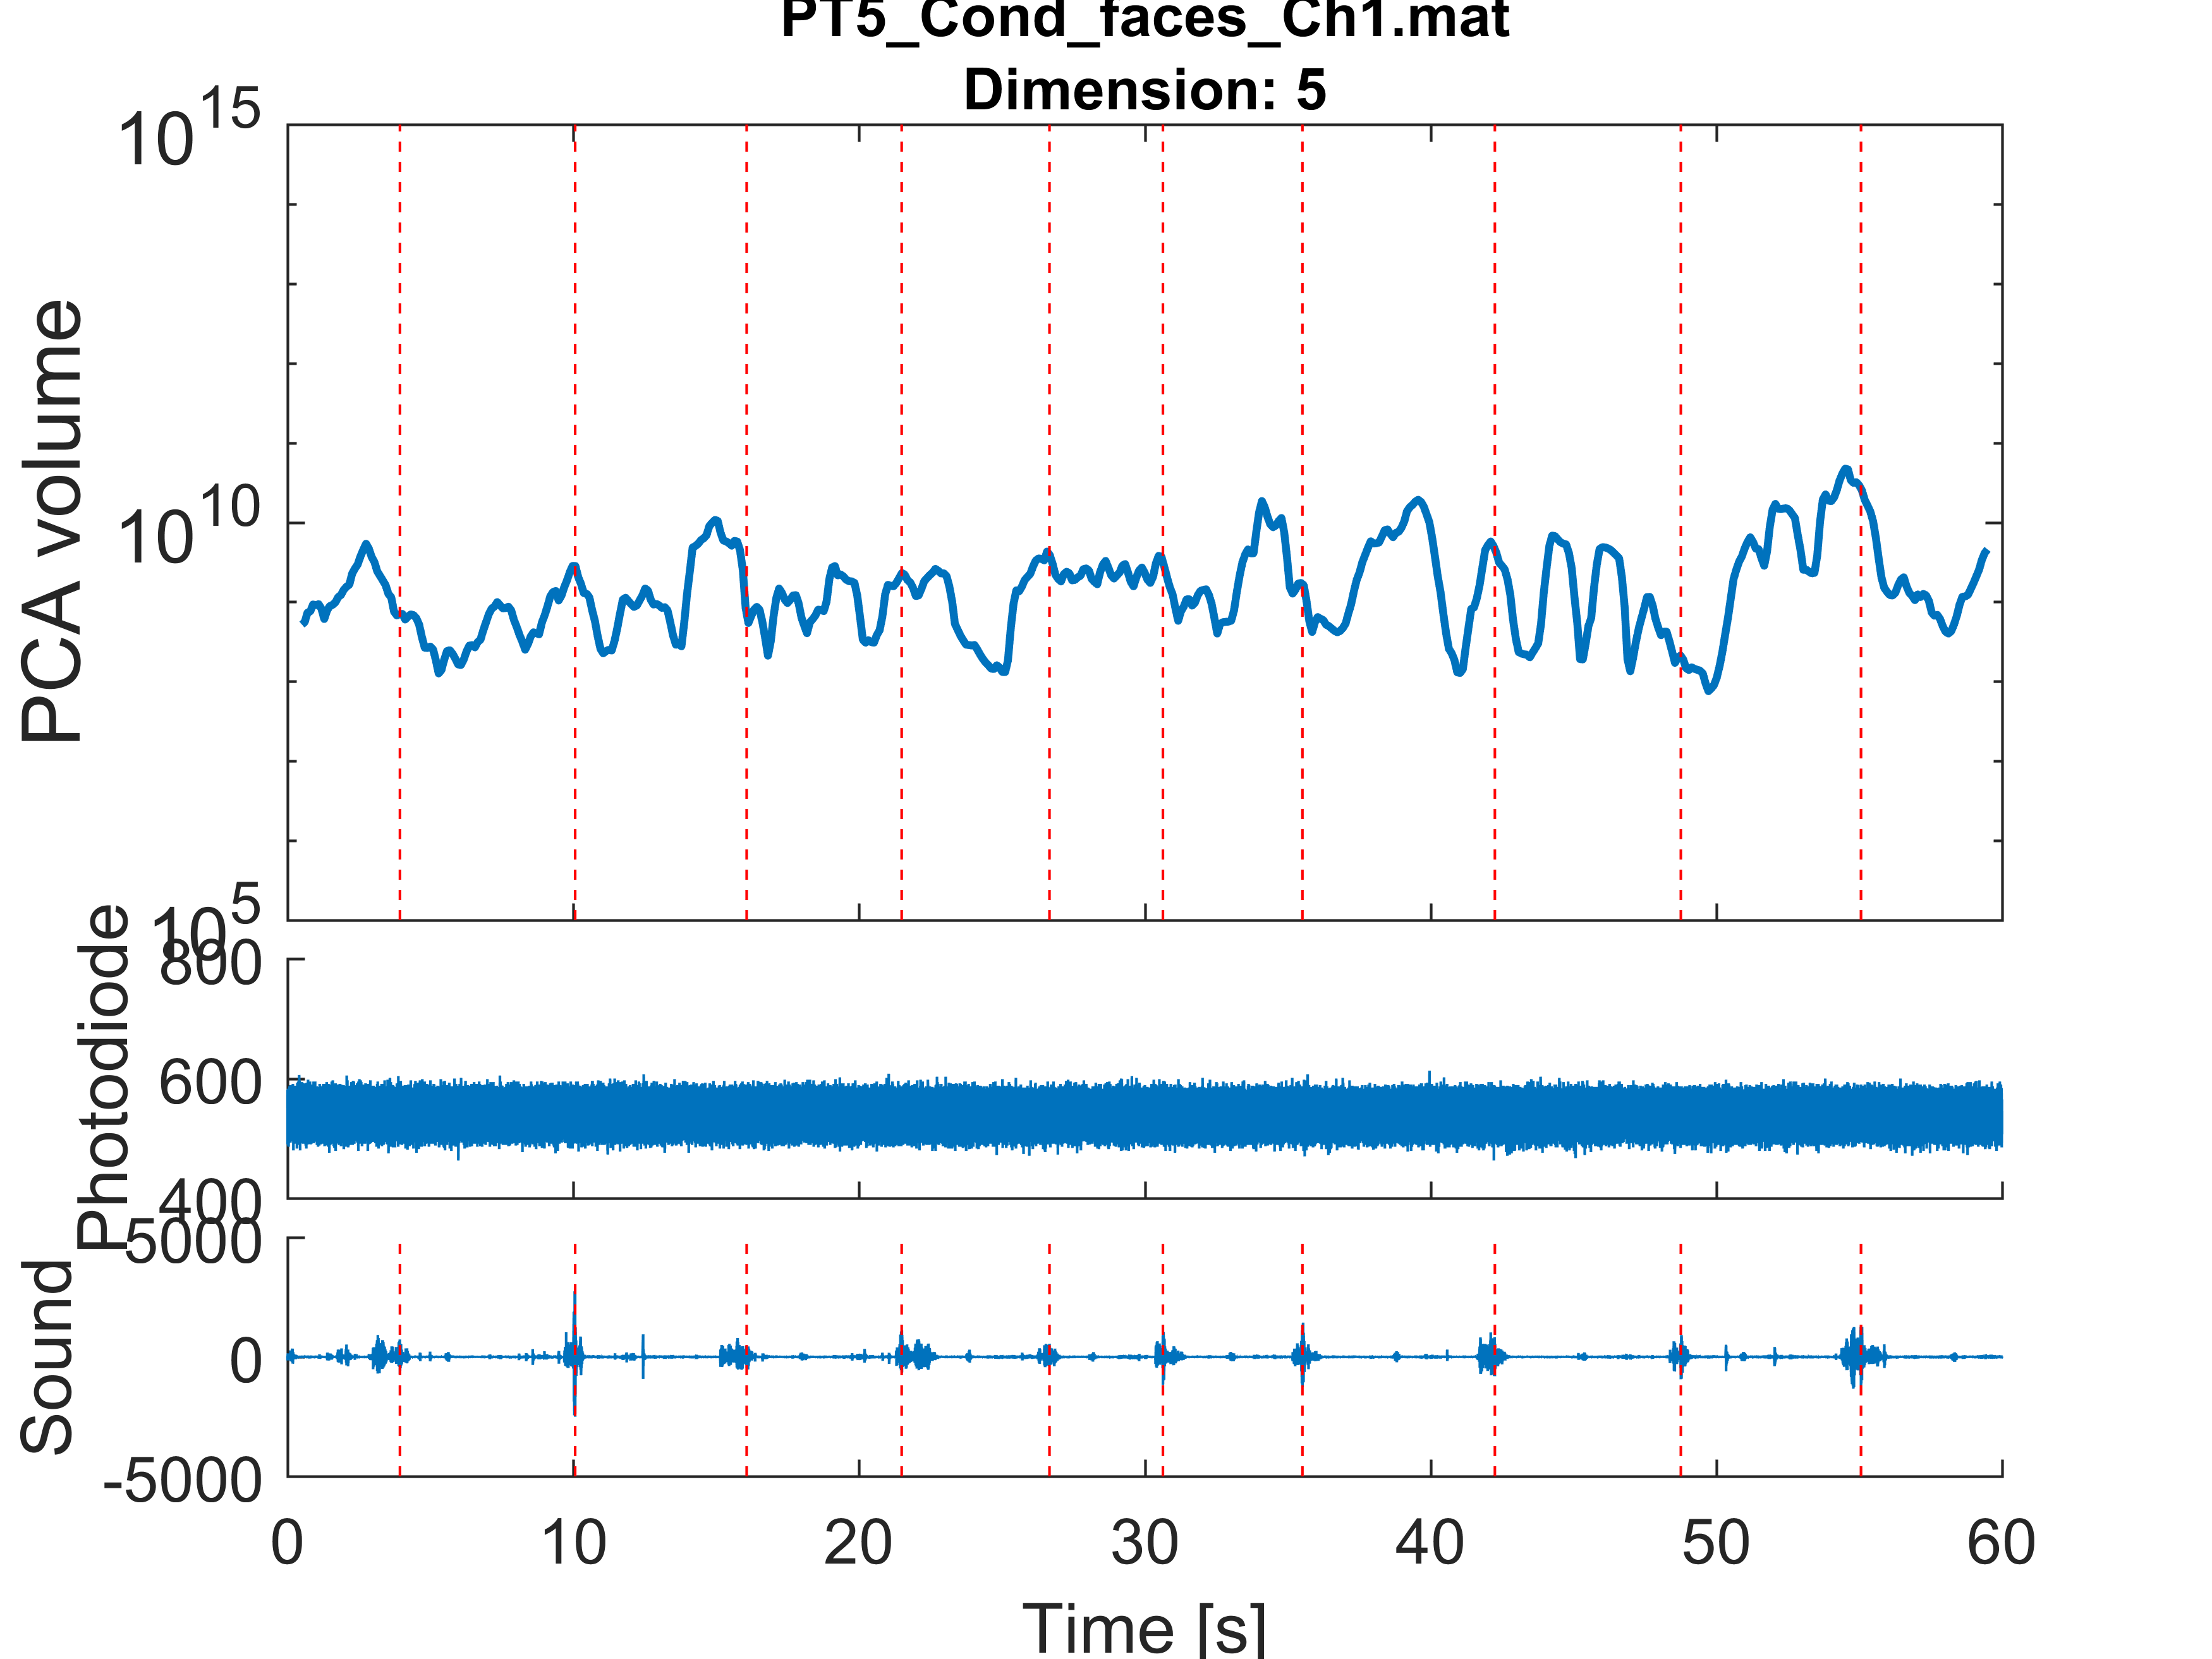 PT5_Cond_faces_Ch1.mat
Dimension: 5
PCA volume
10^15
10^10
10^5
Photodiode
800
600
400
Sound
5000
0
-5000
0 10 20 30 40 50 60
Time [s]